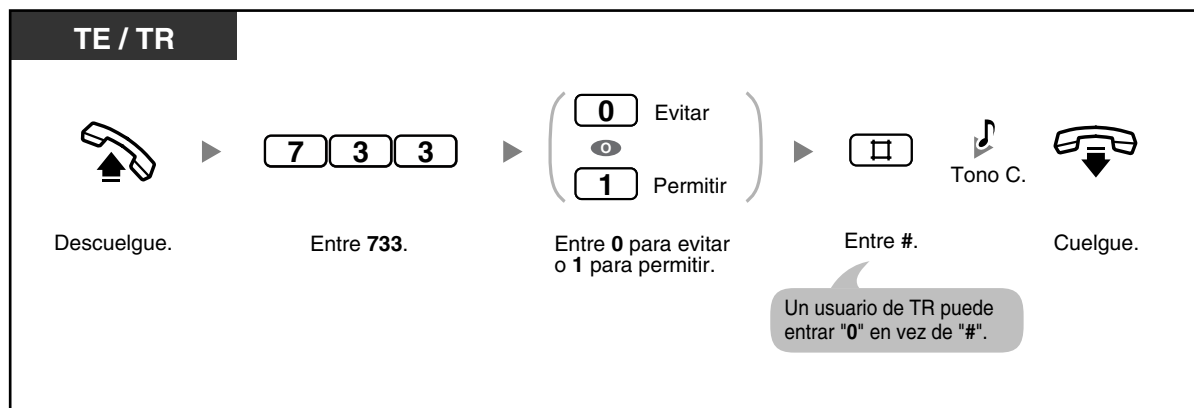 TE / TR
7 3 3
0 Evitar
o
1 Permitir
#
Tono C.
Descuelgue.
Entre 733.
Entre 0 para evitar
o 1 para permitir.
Entre #.
Cuelgue.
Un usuario de TR puede
entrar "0" en vez de "#".